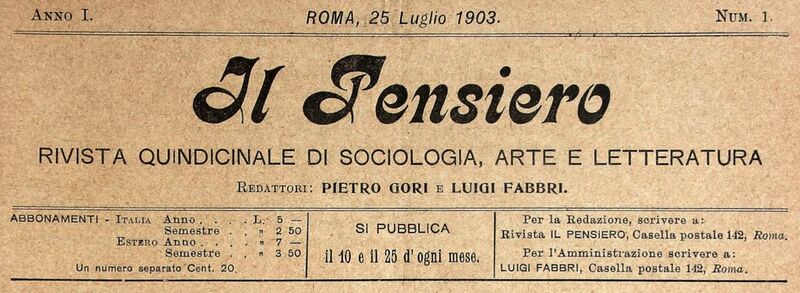 ANNO I.
ROMA, 25 Luglio 1903.
NUM. 1.
Il Pensiero
RIVISTA QUINDICINALE DI SOCIOLOGIA, ARTE E LETTERATURA
REDATTORI: PIETRO GORI E LUIGI FABBRI.
ABBONAMENTI - ITALIA Anno . . . . L. 5 —
Semestre . . „ 2 50
ESTERO Anno . . . . „ 7 —
Semestre . . „ 3 50
Un numero separato Cent. 20.
SI PUBBLICA
il 10 e il 25 d'ogni mese.
Per la Redazione, scrivere a:
Rivista IL PENSIERO, Casella postale 142, Roma.
Per l'Amministrazione scrivere a:
LUIGI FABBRI, Casella postale 142, Roma.